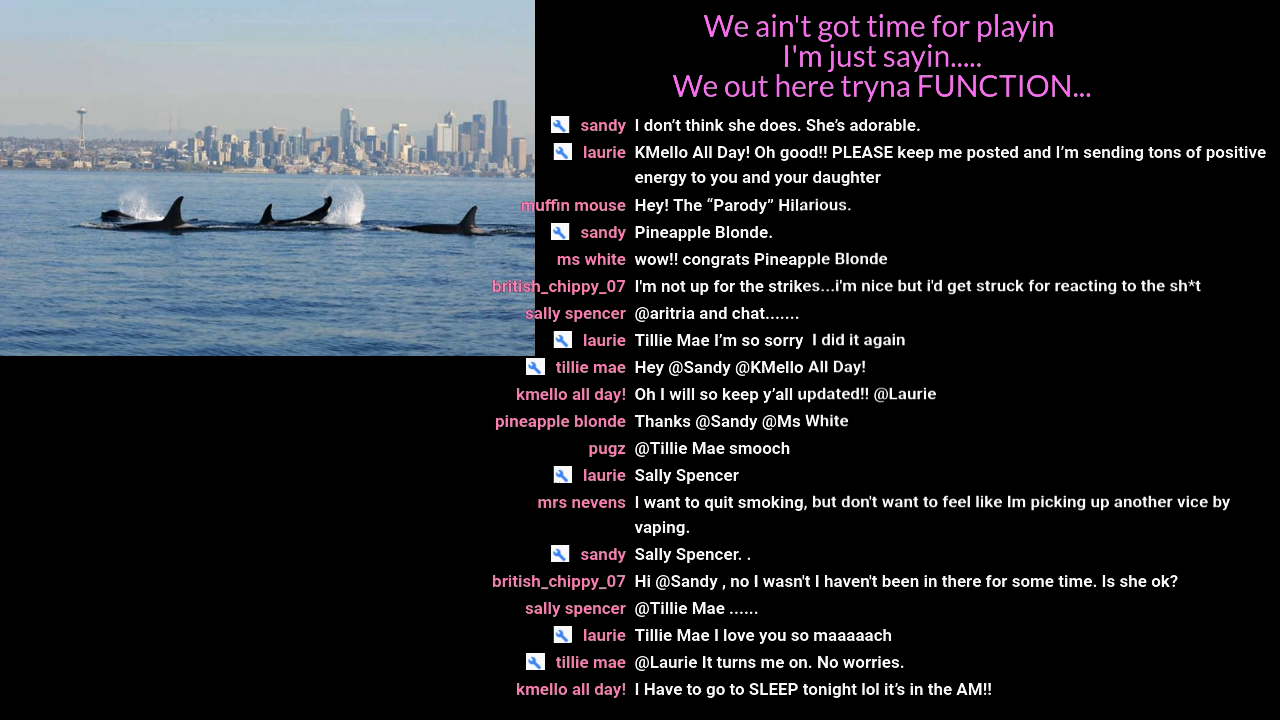 We ain't got time for playin
I'm just sayin.....
We out here tryna FUNCTION...
sandy I don’t think she does. She’s adorable.
laurie KMello All Day! Oh good!! PLEASE keep me posted and I’m sending tons of positive
energy to you and your daughter
muffin mouse Hey! The “Parody” Hilarious.
sandy Pineapple Blonde.
ms white wow!! congrats Pineapple Blonde
british_chippy_07 I'm not up for the strikes...i'm nice but i'd get struck for reacting to the sh*t
sally spencer @aritria and chat.......
laurie Tillie Mae I’m so sorry I did it again
tillie mae Hey @Sandy @KMello All Day!
kmello all day! Oh I will so keep y’all updated!! @Laurie
pineapple blonde Thanks @Sandy @Ms White
pugz @Tillie Mae smooch
laurie Sally Spencer
mrs nevens I want to quit smoking, but don't want to feel like Im picking up another vice by
vaping.
sandy Sally Spencer. .
british_chippy_07 Hi @Sandy , no I wasn't I haven't been in there for some time. Is she ok?
sally spencer @Tillie Mae ......
laurie Tillie Mae I love you so maaaaach
tillie mae @Laurie It turns me on. No worries.
kmello all day! I Have to go to SLEEP tonight lol it’s in the AM!!